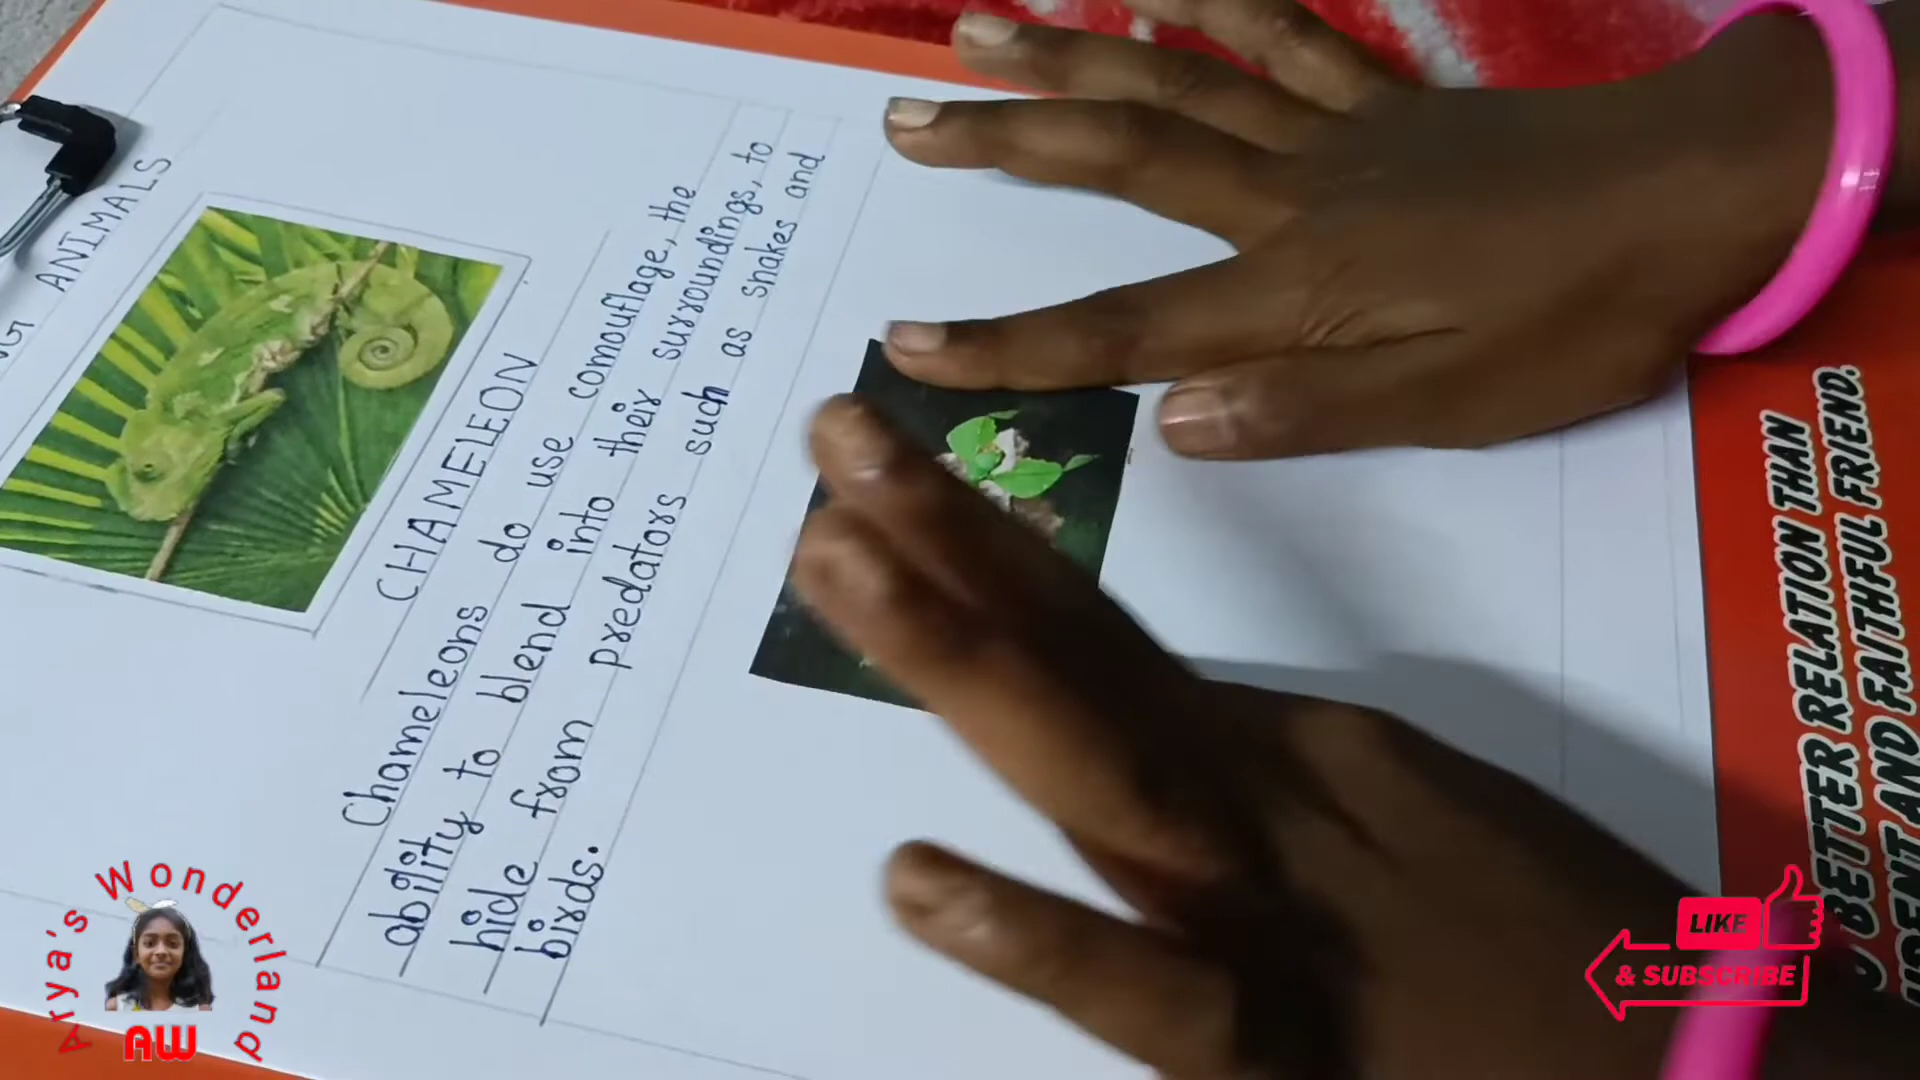 ANIMALS
CHAMELEON
Chameleons do use comouflage, the
ability to blend into their surroundings, to
hide from predators such as snakes and
birds.
BETTER RELATION THAN
AND FAITHFUL FRIEND.
Arya's Wonderland
AW
LIKE
& SUBSCRIBE